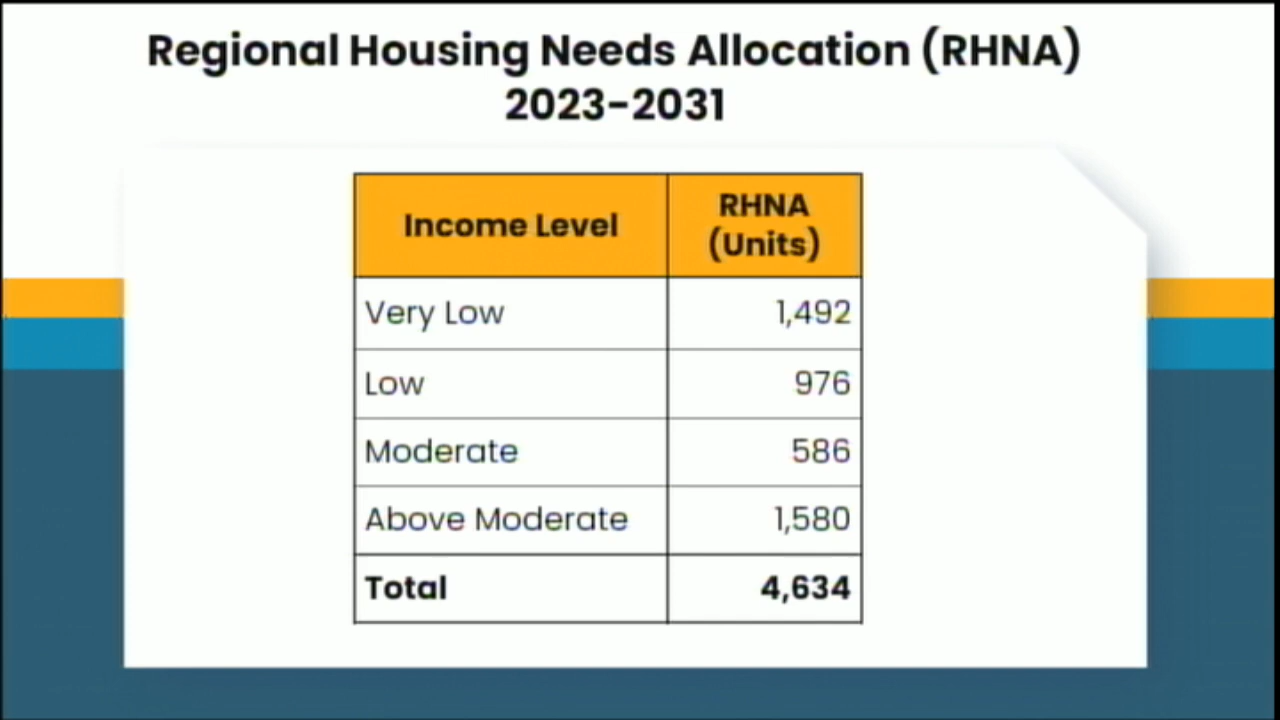 Regional Housing Needs Allocation (RHNA)
2023-2031
Income Level
RHNA
(Units)
Very Low 1,492
Low 976
Moderate 586
Above Moderate 1,580
Total 4,634